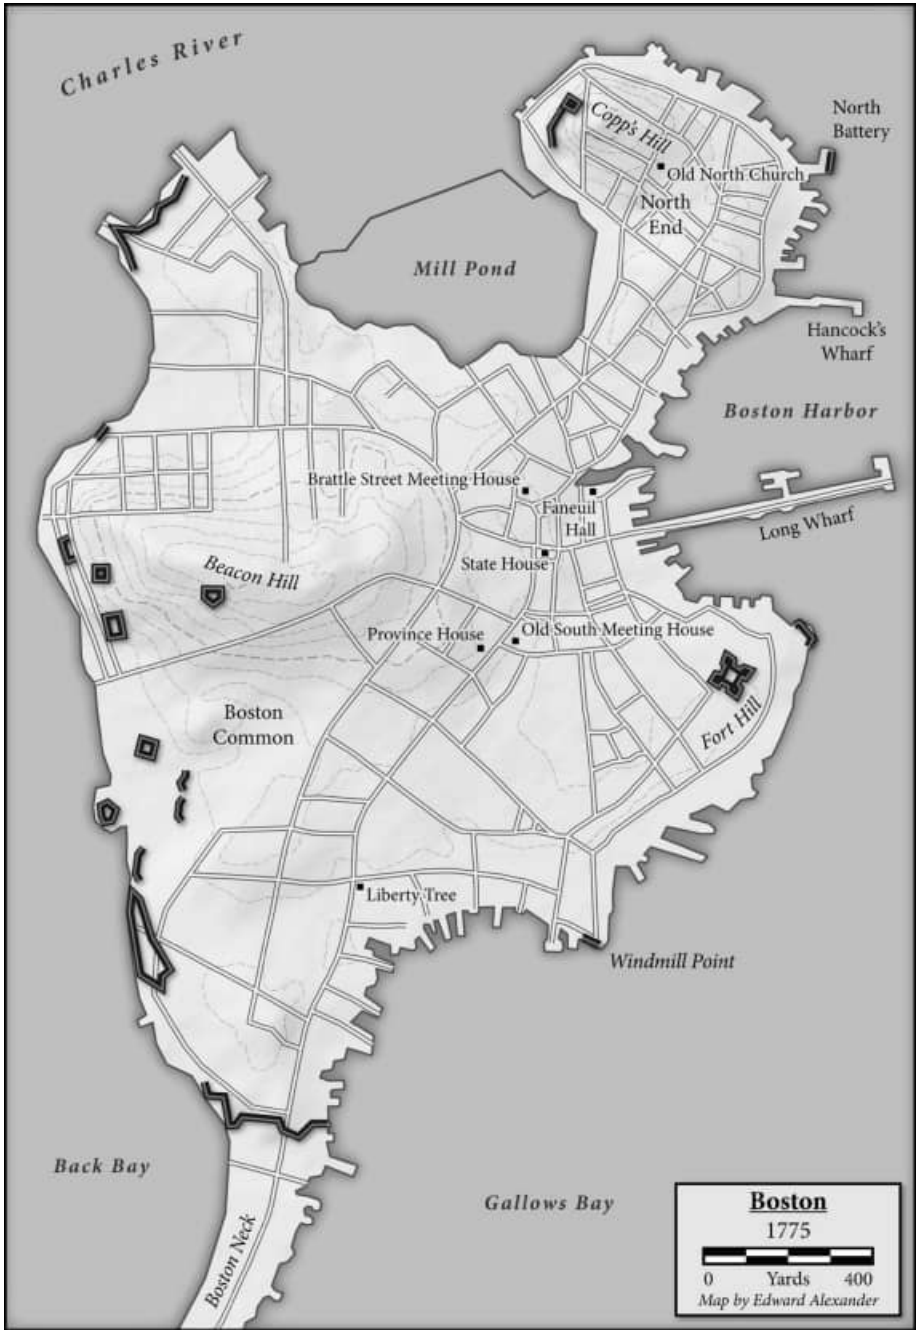 Charles River
North
Battery
Copp's Hill
Old North Church
North
End
Mill Pond
Hancock's
Wharf
Boston Harbor
Brattle Street Meeting House
Faneuil
Hall
Long Wharf
State House
Beacon Hill
Old South Meeting House
Province House
Fort Hill
Boston
Common
Liberty Tree
Windmill Point
Back Bay
Gallows Bay
Boston Neck
Boston
1775
0 Yards 400
Map by Edward Alexander